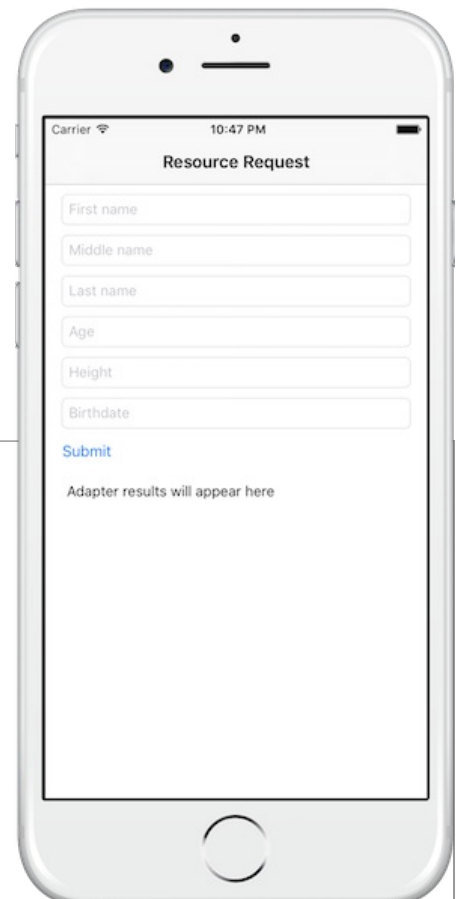 Carrier 10:47 PM
Resource Request
First name
Middle name
Last name
Age
Height
Birthdate
Submit
Adapter results will appear here